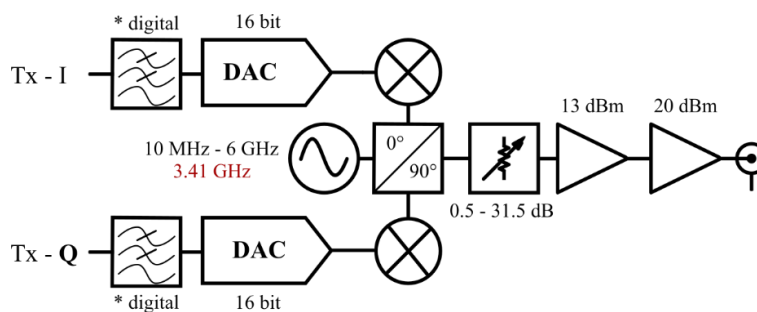 * digital
16 bit
Tx - I
DAC
13 dBm
20 dBm
10 MHz - 6 GHz
3.41 GHz
0°
90°
0.5 - 31.5 dB
Tx - Q
DAC
* digital
16 bit